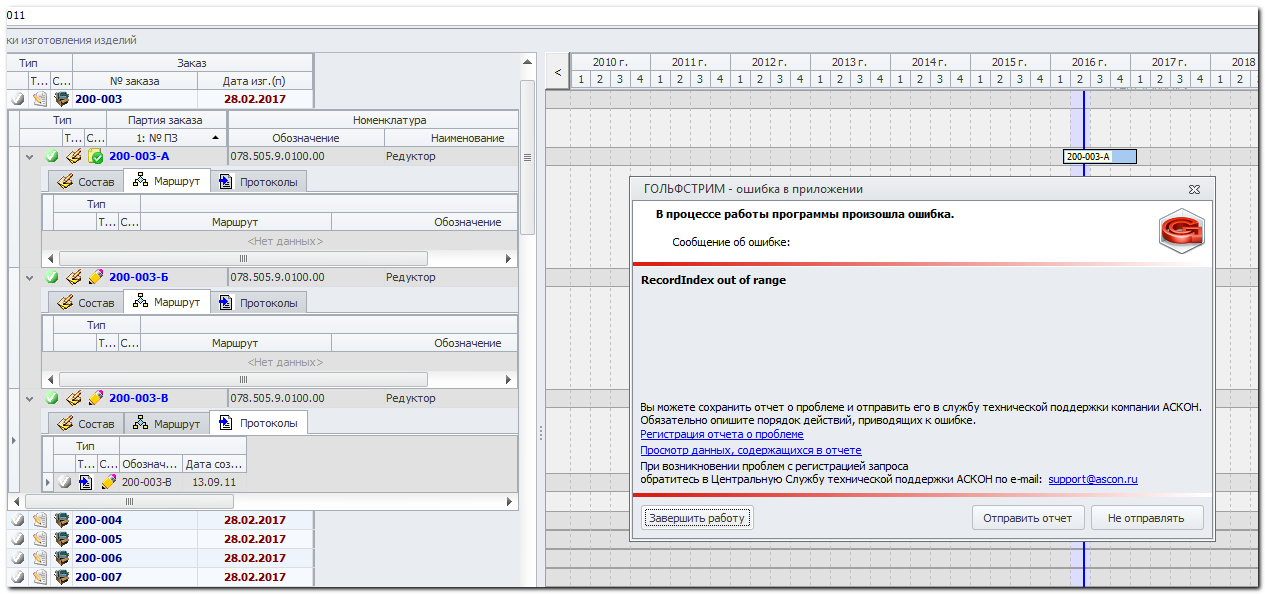 011
ки изготовления изделий
Тип Заказ
Т... С... № заказа Дата изг.(п)
200-003 28.02.2017
Тип Партия заказа Номенклатура
Т... С... 1: № ПЗ Обозначение Наименование
200-003-А 078.505.9.0100.00 Редуктор
Состав Маршрут Протоколы
Тип
Т... С... Маршрут Обозначение
<Нет данных>
200-003-Б 078.505.9.0100.00 Редуктор
Состав Маршрут Протоколы
Тип
Т... С... Маршрут Обозначение
<Нет данных>
200-003-В 078.505.9.0100.00 Редуктор
Состав Маршрут Протоколы
Тип
Т... С... Обознач... Дата соз...
200-003-В 13.09.11
200-004 28.02.2017
200-005 28.02.2017
200-006 28.02.2017
200-007 28.02.2017
<
2010 г. 2011 г. 2012 г. 2013 г. 2014 г. 2015 г. 2016 г. 2017 г. 2018
1 2 3 4 1 2 3 4 1 2 3 4 1 2 3 4 1 2 3 4 1 2 3 4 1 2 3 4 1 2 3 4 1 2
200-003-А
ГОЛЬФСТРИМ - ошибка в приложении
В процессе работы программы произошла ошибка.
Сообщение об ошибке:
RecordIndex out of range
Вы можете сохранить отчет о проблеме и отправить его в службу технической поддержки компании АСКОН.
Обязательно опишите порядок действий, приводящих к ошибке.
Регистрация отчета о проблеме
Просмотр данных, содержащихся в отчете
При возникновении проблем с регистрацией запроса
обратитесь в Центральную Службу технической поддержки АСКОН по e-mail: support@ascon.ru
Завершить работу Отправить отчет Не отправлять